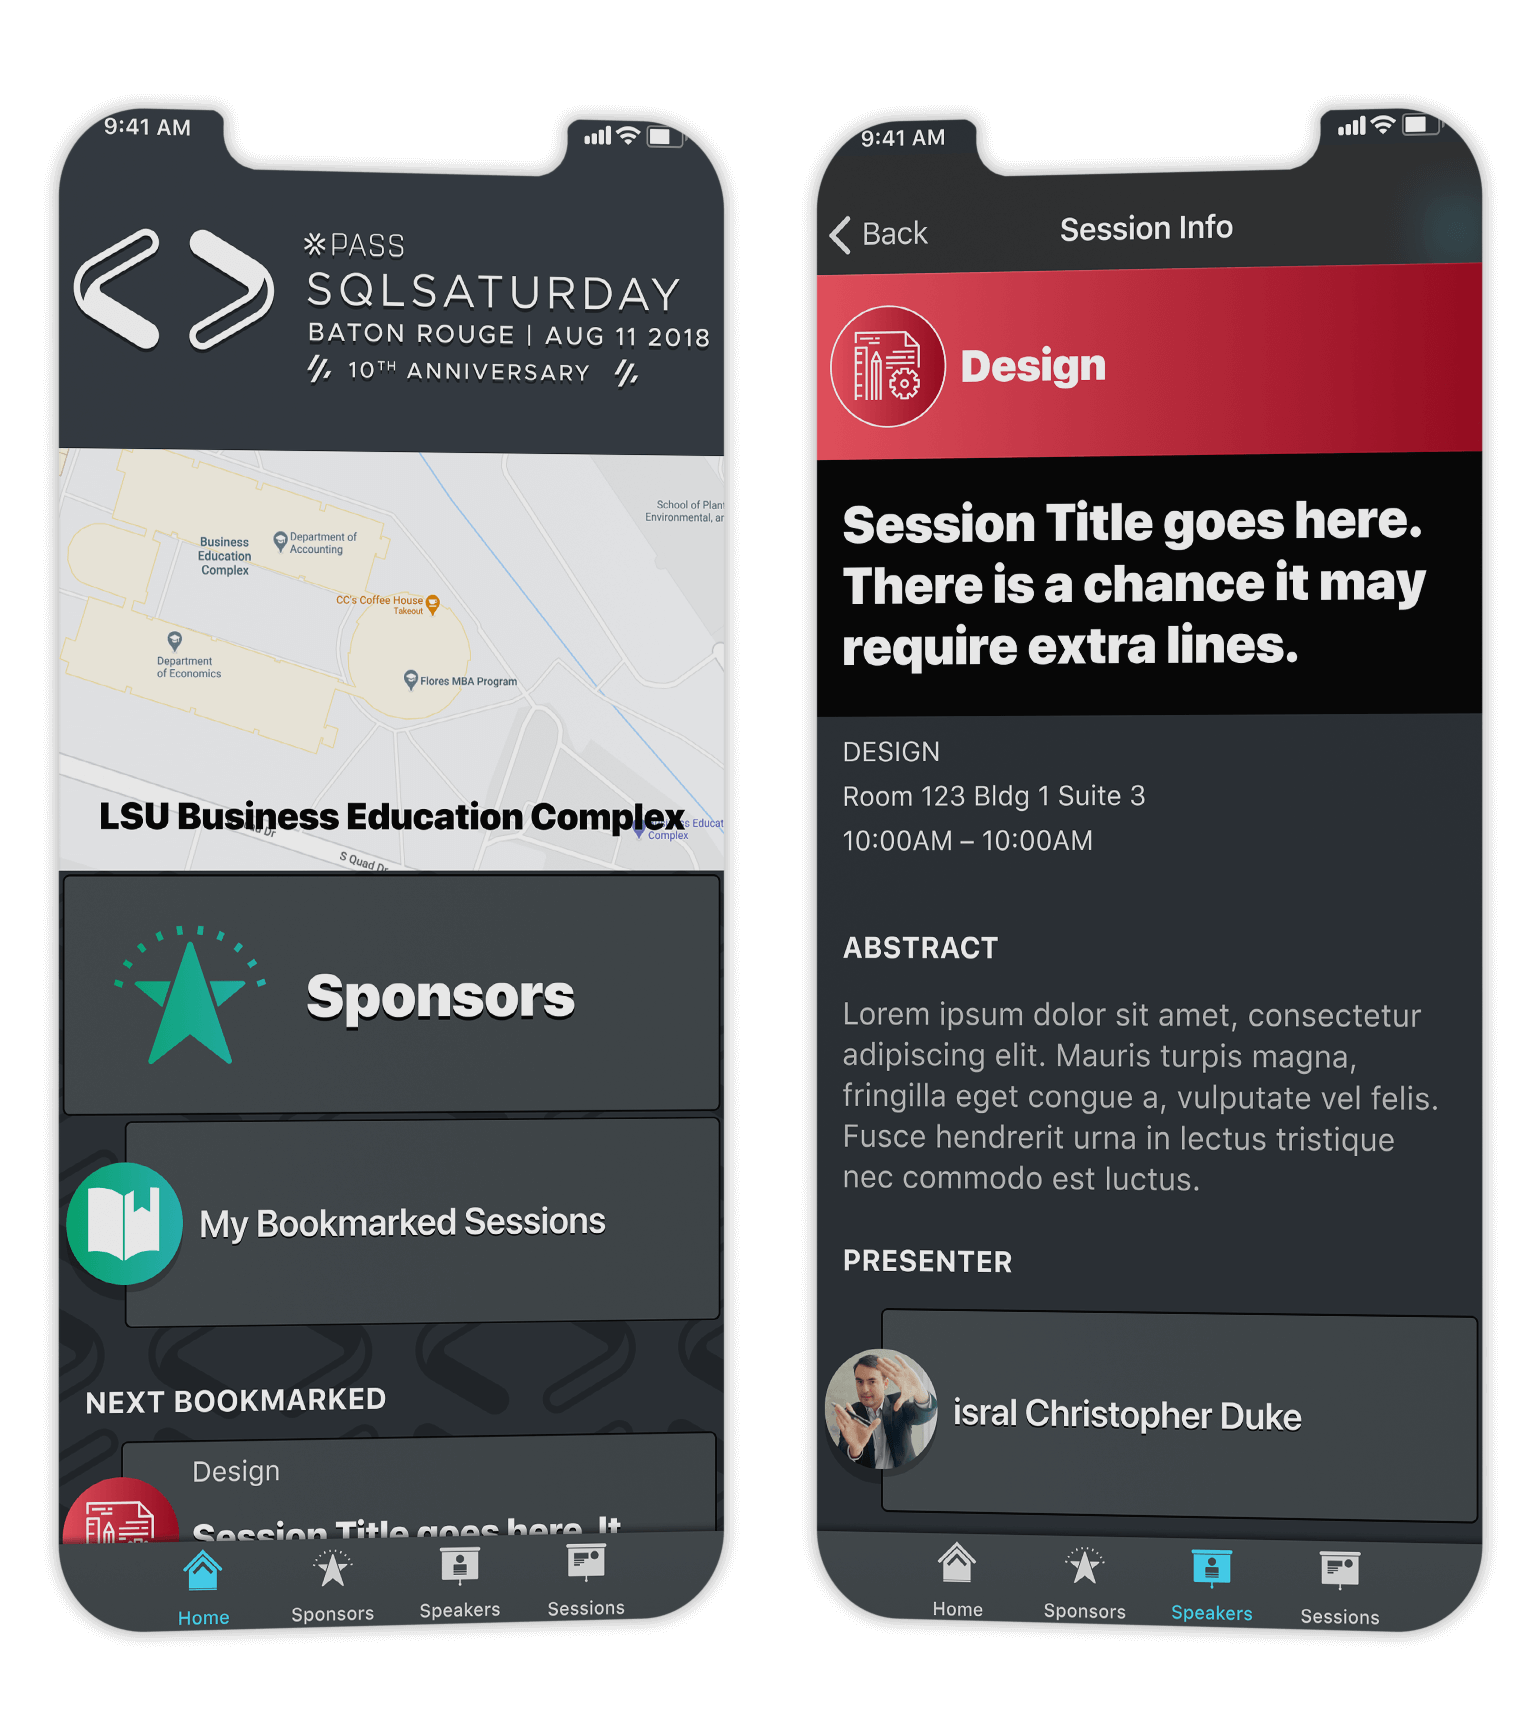 9:41 AM
PASS
SQLSATURDAY
BATON ROUGE | AUG 11 2018
10TH ANNIVERSARY
School of Plan
Environmental, an
Business
Education
Complex
Department of
Accounting
CC's Coffee House
Takeout
Department
of Economics
Flores MBA Program
LSU Business Education Complex
Dr
ss Educat
Complex
S Quad Dr
Sponsors
My Bookmarked Sessions
NEXT BOOKMARKED
Design
Session Title goes here. It
Home
Sponsors
Speakers
Sessions
9:41 AM
Back
Session Info
Design
Session Title goes here.
There is a chance it may
require extra lines.
DESIGN
Room 123 Bldg 1 Suite 3
10:00AM – 10:00AM
ABSTRACT
Lorem ipsum dolor sit amet, consectetur
adipiscing elit. Mauris turpis magna,
fringilla eget congue a, vulputate vel felis.
Fusce hendrerit urna in lectus tristique
nec commodo est luctus.
PRESENTER
isral Christopher Duke
Home
Sponsors
Speakers
Sessions